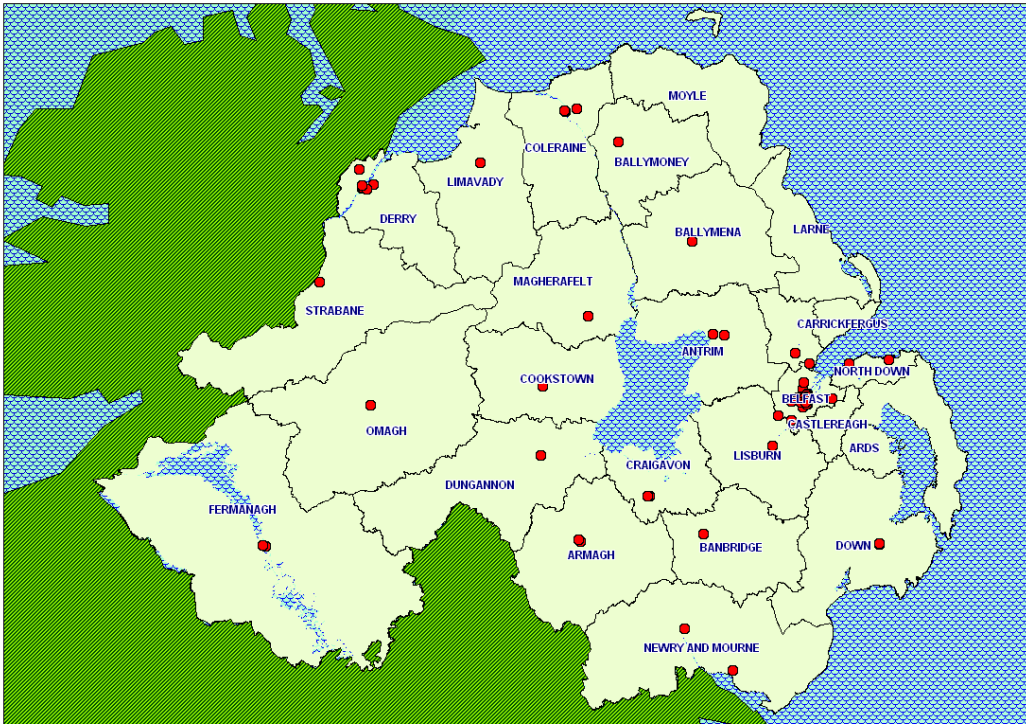 MOYLE
COLERAINE
BALLYMONEY
LIMAVADY
DERRY
LARNE
BALLYMENA
MAGHERAFELT
STRABANE
CARRICKFERGUS
ANTRIM
NORTH DOWN
COOKSTOWN
BELFAST
CASTLEREAGH
OMAGH
ARDS
LISBURN
CRAIGAVON
DUNGANNON
FERMANAGH
ARMAGH
BANBRIDGE
DOWN
NEWRY AND MOURNE